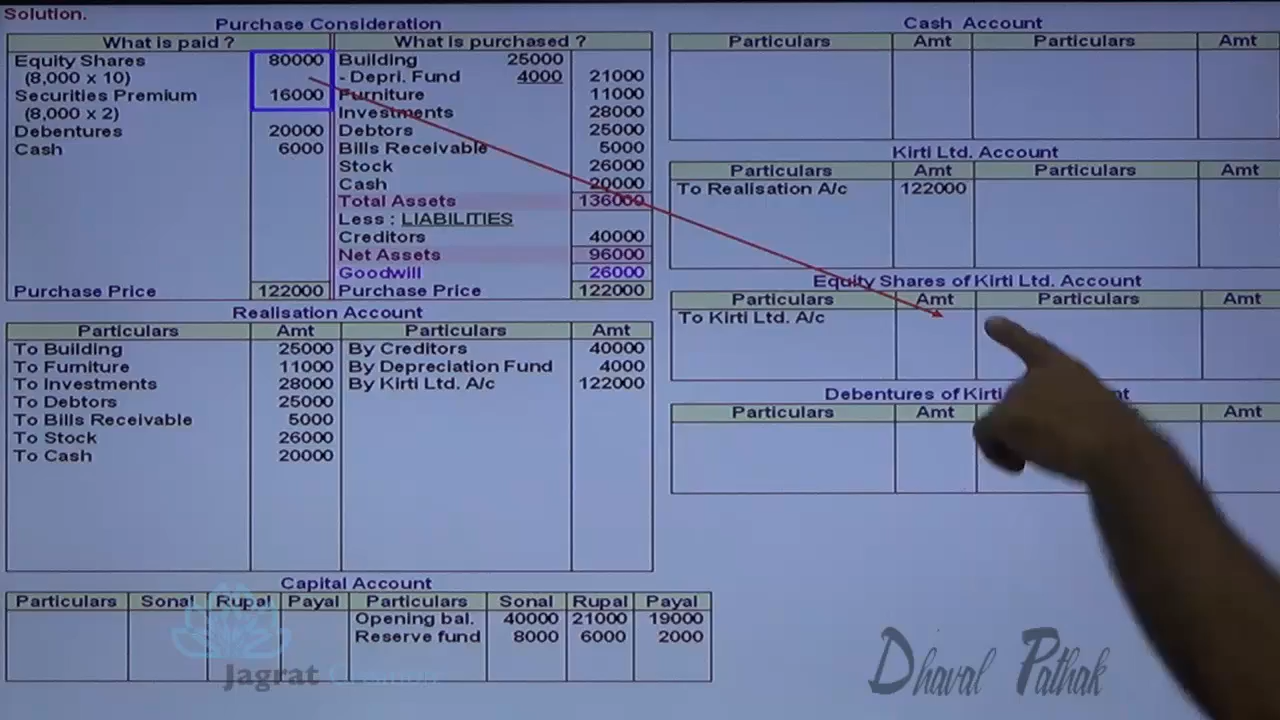 Solution.
Purchase Consideration
What is paid ? What is purchased ?
Equity Shares 80000 Building 25000
(8,000 x 10) - Depri. Fund 4000 21000
Securities Premium 16000 Furniture 11000
(8,000 x 2) Investments 28000
Debentures 20000 Debtors 25000
Cash 6000 Bills Receivable 5000
Stock 26000
Cash 20000
Total Assets 136000
Less : LIABILITIES
Creditors 40000
Net Assets 96000
Goodwill 26000
Purchase Price 122000 Purchase Price 122000
Realisation Account
Particulars Amt Particulars Amt
To Building 25000 By Creditors 40000
To Furniture 11000 By Depreciation Fund 4000
To Investments 28000 By Kirti Ltd. A/c 122000
To Debtors 25000
To Bills Receivable 5000
To Stock 26000
To Cash 20000
Capital Account
Particulars Sonal Rupal Payal Particulars Sonal Rupal Payal
Opening bal. 40000 21000 19000
Reserve fund 8000 6000 2000
Cash Account
Particulars Amt Particulars Amt
Kirti Ltd. Account
Particulars Amt Particulars Amt
To Realisation A/c 122000
Equity Shares of Kirti Ltd. Account
Particulars Amt Particulars Amt
To Kirti Ltd. A/c
Debentures of Kirti
Particulars Amt Particulars Amt
Jagrat Creation
Dhaval Pathak